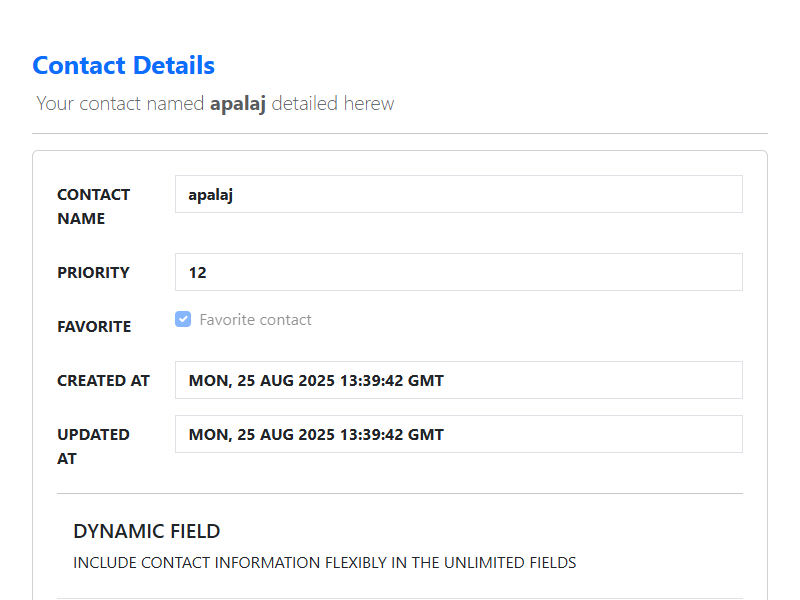 Contact Details
Your contact named apalaj detailed herew
CONTACT NAME
apalaj
PRIORITY
12
FAVORITE
Favorite contact
CREATED AT
MON, 25 AUG 2025 13:39:42 GMT
UPDATED AT
MON, 25 AUG 2025 13:39:42 GMT
DYNAMIC FIELD
INCLUDE CONTACT INFORMATION FLEXIBLY IN THE UNLIMITED FIELDS